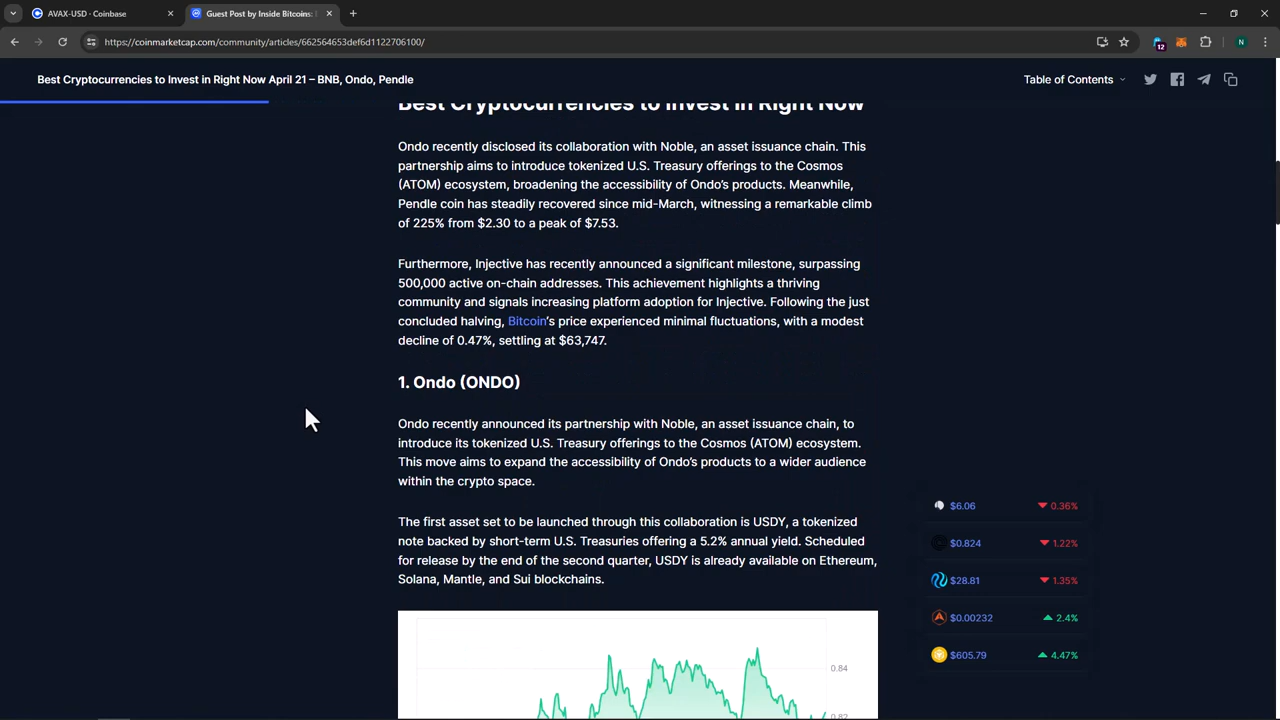 AVAX-USD - Coinbase
Guest Post by Inside Bitcoins:
https://coinmarketcap.com/community/articles/662564653def6d1122706100/
12
N
Best Cryptocurrencies to Invest in Right Now April 21 – BNB, Ondo, Pendle
Table of Contents
Best Cryptocurrencies to Invest in Right Now
Ondo recently disclosed its collaboration with Noble, an asset issuance chain. This
partnership aims to introduce tokenized U.S. Treasury offerings to the Cosmos
(ATOM) ecosystem, broadening the accessibility of Ondo's products. Meanwhile,
Pendle coin has steadily recovered since mid-March, witnessing a remarkable climb
of 225% from $2.30 to a peak of $7.53.
Furthermore, Injective has recently announced a significant milestone, surpassing
500,000 active on-chain addresses. This achievement highlights a thriving
community and signals increasing platform adoption for Injective. Following the just
concluded halving, Bitcoin's price experienced minimal fluctuations, with a modest
decline of 0.47%, settling at $63,747.
1. Ondo (ONDO)
Ondo recently announced its partnership with Noble, an asset issuance chain, to
introduce its tokenized U.S. Treasury offerings to the Cosmos (ATOM) ecosystem.
This move aims to expand the accessibility of Ondo's products to a wider audience
within the crypto space.
The first asset set to be launched through this collaboration is USDY, a tokenized
note backed by short-term U.S. Treasuries offering a 5.2% annual yield. Scheduled
for release by the end of the second quarter, USDY is already available on Ethereum,
Solana, Mantle, and Sui blockchains.
$6.06 0.36%
$0.824 1.22%
$28.81 1.35%
$0.00232 2.4%
$605.79 4.47%
0.84
0.82